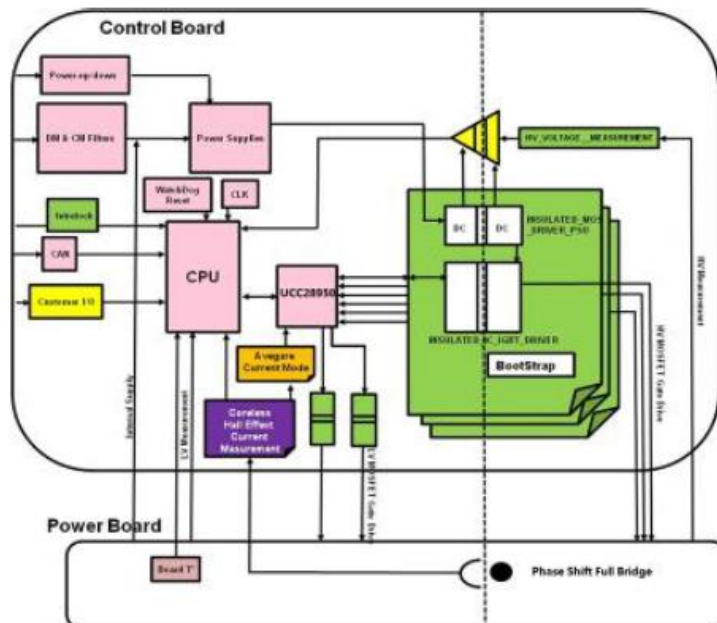 Control Board
Power up/down
DM & CM Filters
Power Supplies
HV_VOLTAGE_MEASUREMENT
WatchDog
Reset
CLK
Interlock
CAN
Customer I/O
CPU
UCC28950
DC
DC
INSULATED_MOS
_DRIVER_PSU
INSULATED_IC_IGBT_DRIVER
BootStrap
Avegare
Current Mode
Coreless
Hall Effect
Current
Masurement
Internal Supply
LV Measurement
LV MOSFET Gate Drive
HV Measurement
HV MOSFET Gate Drive
Power Board
Board T°
Phase Shift Full Bridge